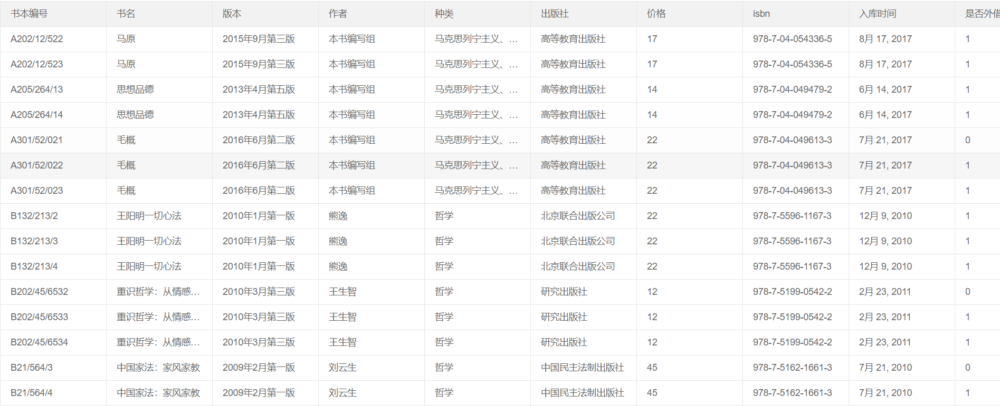 书本编号 书名 版本 作者 种类 出版社 价格 isbn 入库时间 是否外借
A202/12/522 马原 2015年9月第三版 本书编写组 马克思列宁主义、… 高等教育出版社 17 978-7-04-054336-5 8月 17, 2017 1
A202/12/523 马原 2015年9月第三版 本书编写组 马克思列宁主义、… 高等教育出版社 17 978-7-04-054336-5 8月 17, 2017 1
A205/264/13 思想品德 2013年4月第五版 本书编写组 马克思列宁主义、… 高等教育出版社 14 978-7-04-049479-2 6月 14, 2017 1
A205/264/14 思想品德 2013年4月第五版 本书编写组 马克思列宁主义、… 高等教育出版社 14 978-7-04-049479-2 6月 14, 2017 1
A301/52/021 毛概 2016年6月第二版 本书编写组 马克思列宁主义、… 高等教育出版社 22 978-7-04-049613-3 7月 21, 2017 0
A301/52/022 毛概 2016年6月第二版 本书编写组 马克思列宁主义、… 高等教育出版社 22 978-7-04-049613-3 7月 21, 2017 1
A301/52/023 毛概 2016年6月第二版 本书编写组 马克思列宁主义、… 高等教育出版社 22 978-7-04-049613-3 7月 21, 2017 1
B132/213/2 王阳明一切心法 2010年1月第一版 熊逸 哲学 北京联合出版公司 22 978-7-5596-1167-3 12月 9, 2010 1
B132/213/3 王阳明一切心法 2010年1月第一版 熊逸 哲学 北京联合出版公司 22 978-7-5596-1167-3 12月 9, 2010 1
B132/213/4 王阳明一切心法 2010年1月第一版 熊逸 哲学 北京联合出版公司 22 978-7-5596-1167-3 12月 9, 2010 1
B202/45/6532 重识哲学：从情感… 2010年3月第三版 王生智 哲学 研究出版社 12 978-7-5199-0542-2 2月 23, 2011 0
B202/45/6533 重识哲学：从情感… 2010年3月第三版 王生智 哲学 研究出版社 12 978-7-5199-0542-2 2月 23, 2011 1
B202/45/6534 重识哲学：从情感… 2010年3月第三版 王生智 哲学 研究出版社 12 978-7-5199-0542-2 2月 23, 2011 1
B21/564/3 中国家法：家风家教 2009年2月第一版 刘云生 哲学 中国民主法制出版社 45 978-7-5162-1661-3 7月 21, 2010 0
B21/564/4 中国家法：家风家教 2009年2月第一版 刘云生 哲学 中国民主法制出版社 45 978-7-5162-1661-3 7月 21, 2010 1